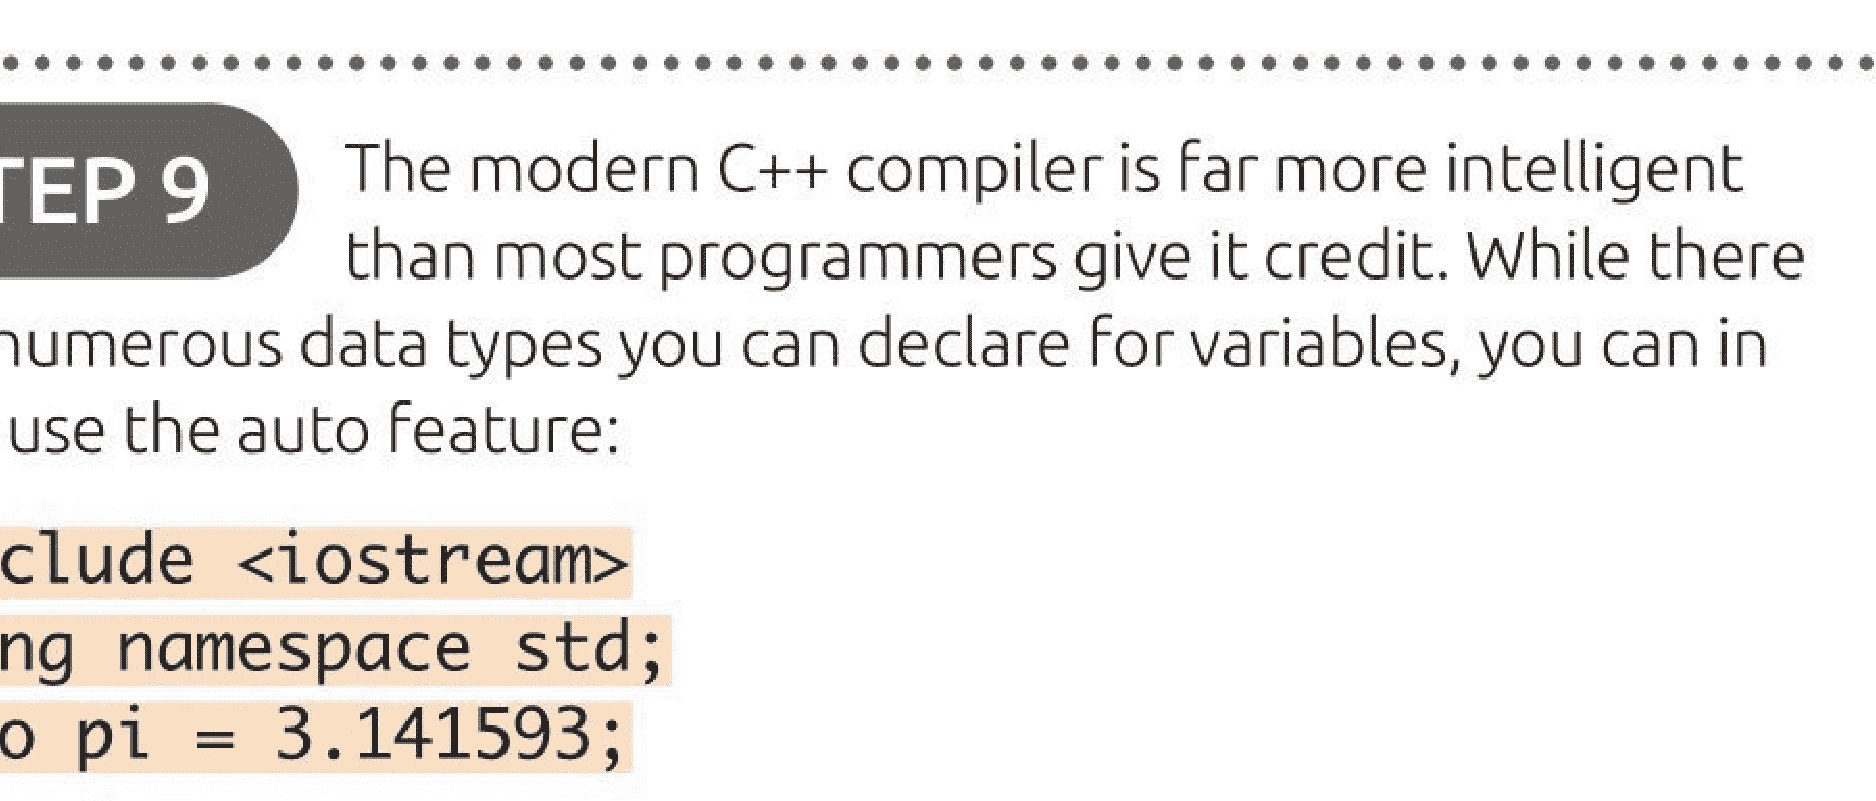 TEP 9
The modern C++ compiler is far more intelligent
than most programmers give it credit. While there
numerous data types you can declare for variables, you can in
use the auto feature:
clude <iostream>
ng namespace std;
o pi = 3.141593;